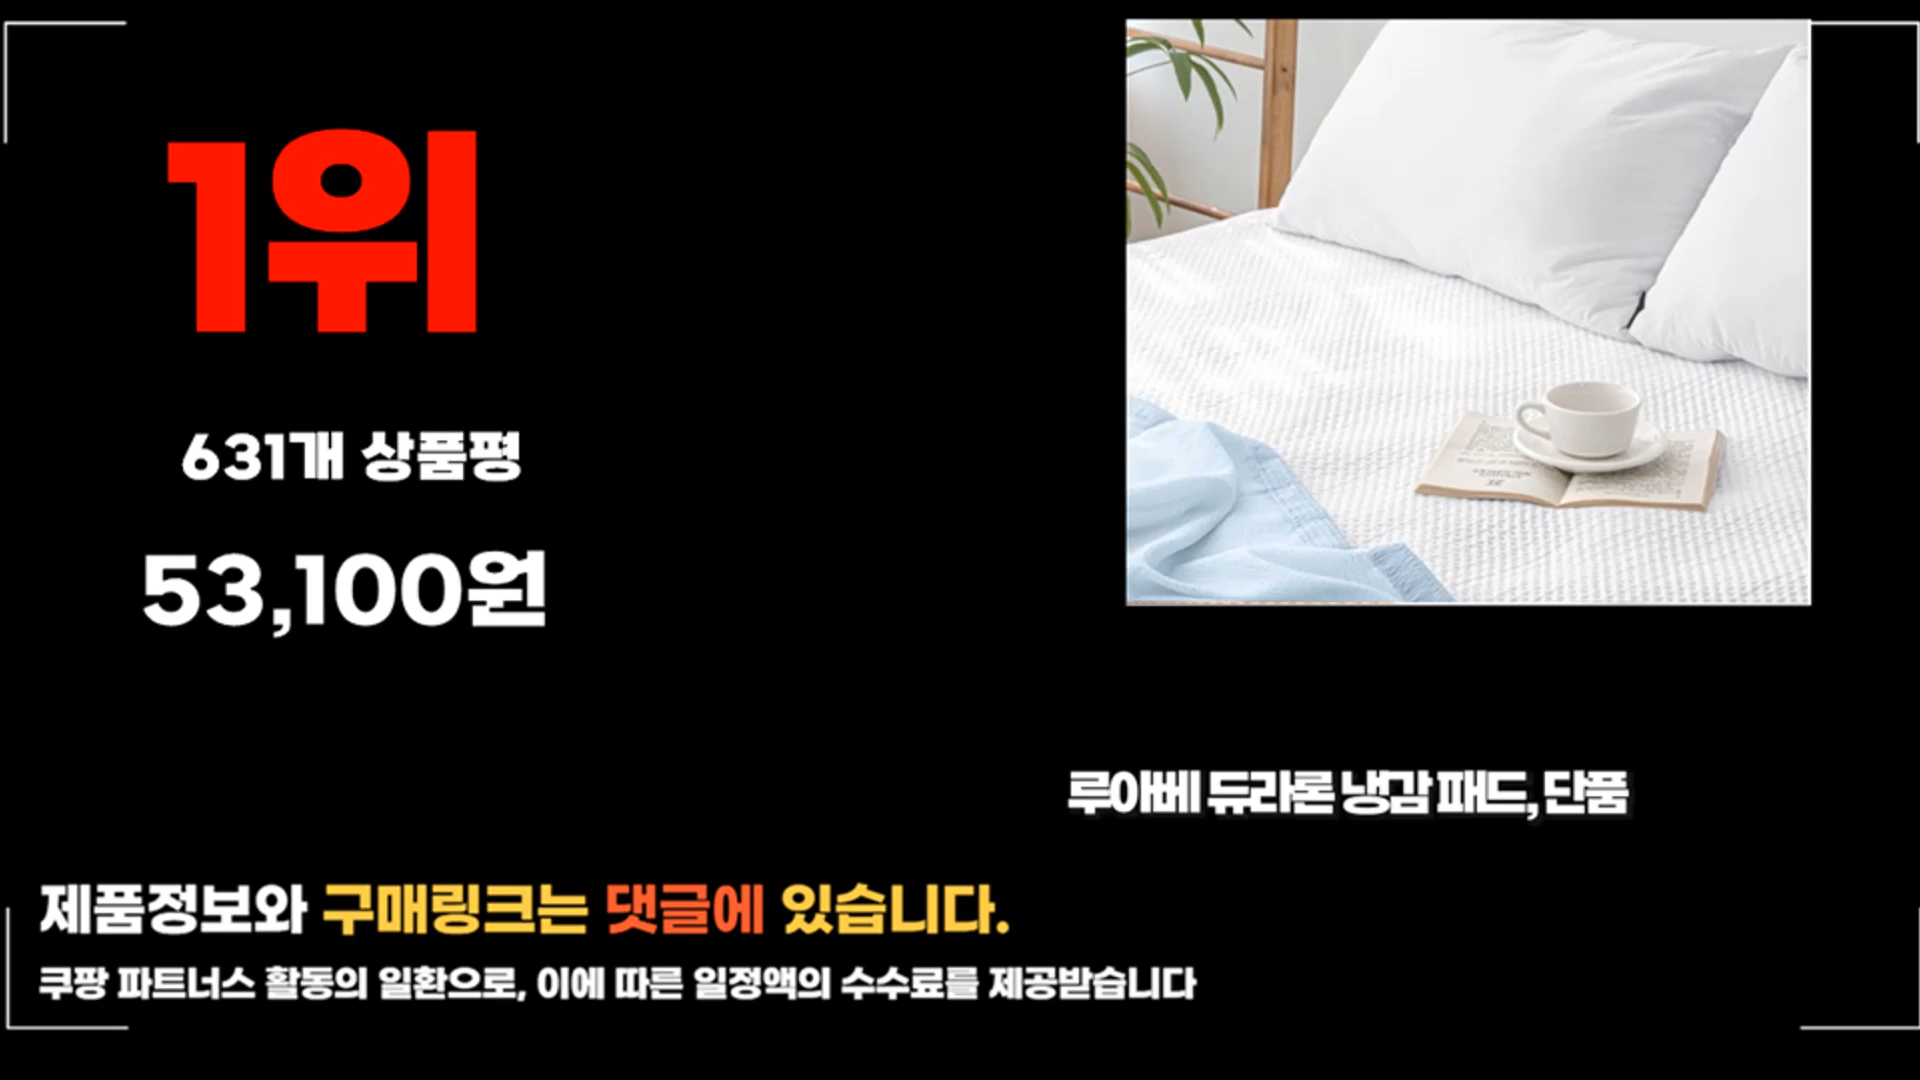 1위
631개 상품평
53,100원
루아베 듀라론 냉감 패드, 단품
제품정보와 구매링크는 댓글에 있습니다.
쿠팡 파트너스 활동의 일환으로, 이에 따른 일정액의 수수료를 제공받습니다